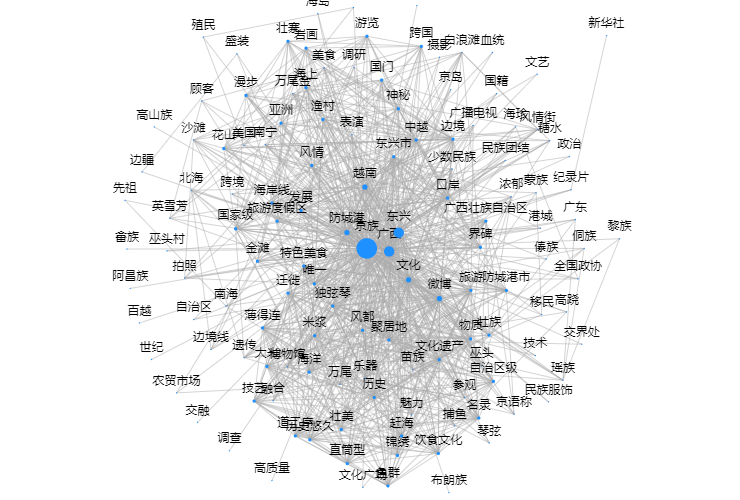 海岛
游览
新华社
殖民
壮寨
跨国
岩画
盛装
摄影
白浪滩
血统
美食
调研
文艺
国门
海上
京岛
漫步
万尾金
国籍
顾客
神秘
渔村
亚洲
广播电视
海珍
高山族
表演
风情街
沙滩
中越
边境
糖水
花山
美国
南宁
东兴市
政治
民族团结
风情
少数民族
边疆
越南
北海
跨境
口岸
浓郁
蒙族
纪录片
先祖
海岸线
发展
英雪芳
旅游度假区
广西壮族自治区
广东
国家级
防城港
东兴
港城
京族
黎族
畲族
巫头村
广西
界碑
侗族
金滩
特色美食
傣族
拍照
唯一
文化
全国政协
阿昌族
迁徙
微博
旅游
防城港市
南海
独弦琴
百越
自治区
移民
高跷
薄得连
风都
米浆
聚居地
物质
壮族
边境线
交界处
世纪
遗传
文化遗产
技术
大米
博物馆
海洋
苗族
巫头
乐器
自治区级
瑶族
农贸市场
万尾
技艺
融合
历史
参观
民族服饰
交融
魅力
名录
京语称
壮美
捕鱼
道工序
历史悠久
赶海
调查
琴弦
锦绣
饮食文化
直筒型
高质量
文化广场
鱼群
布朗族